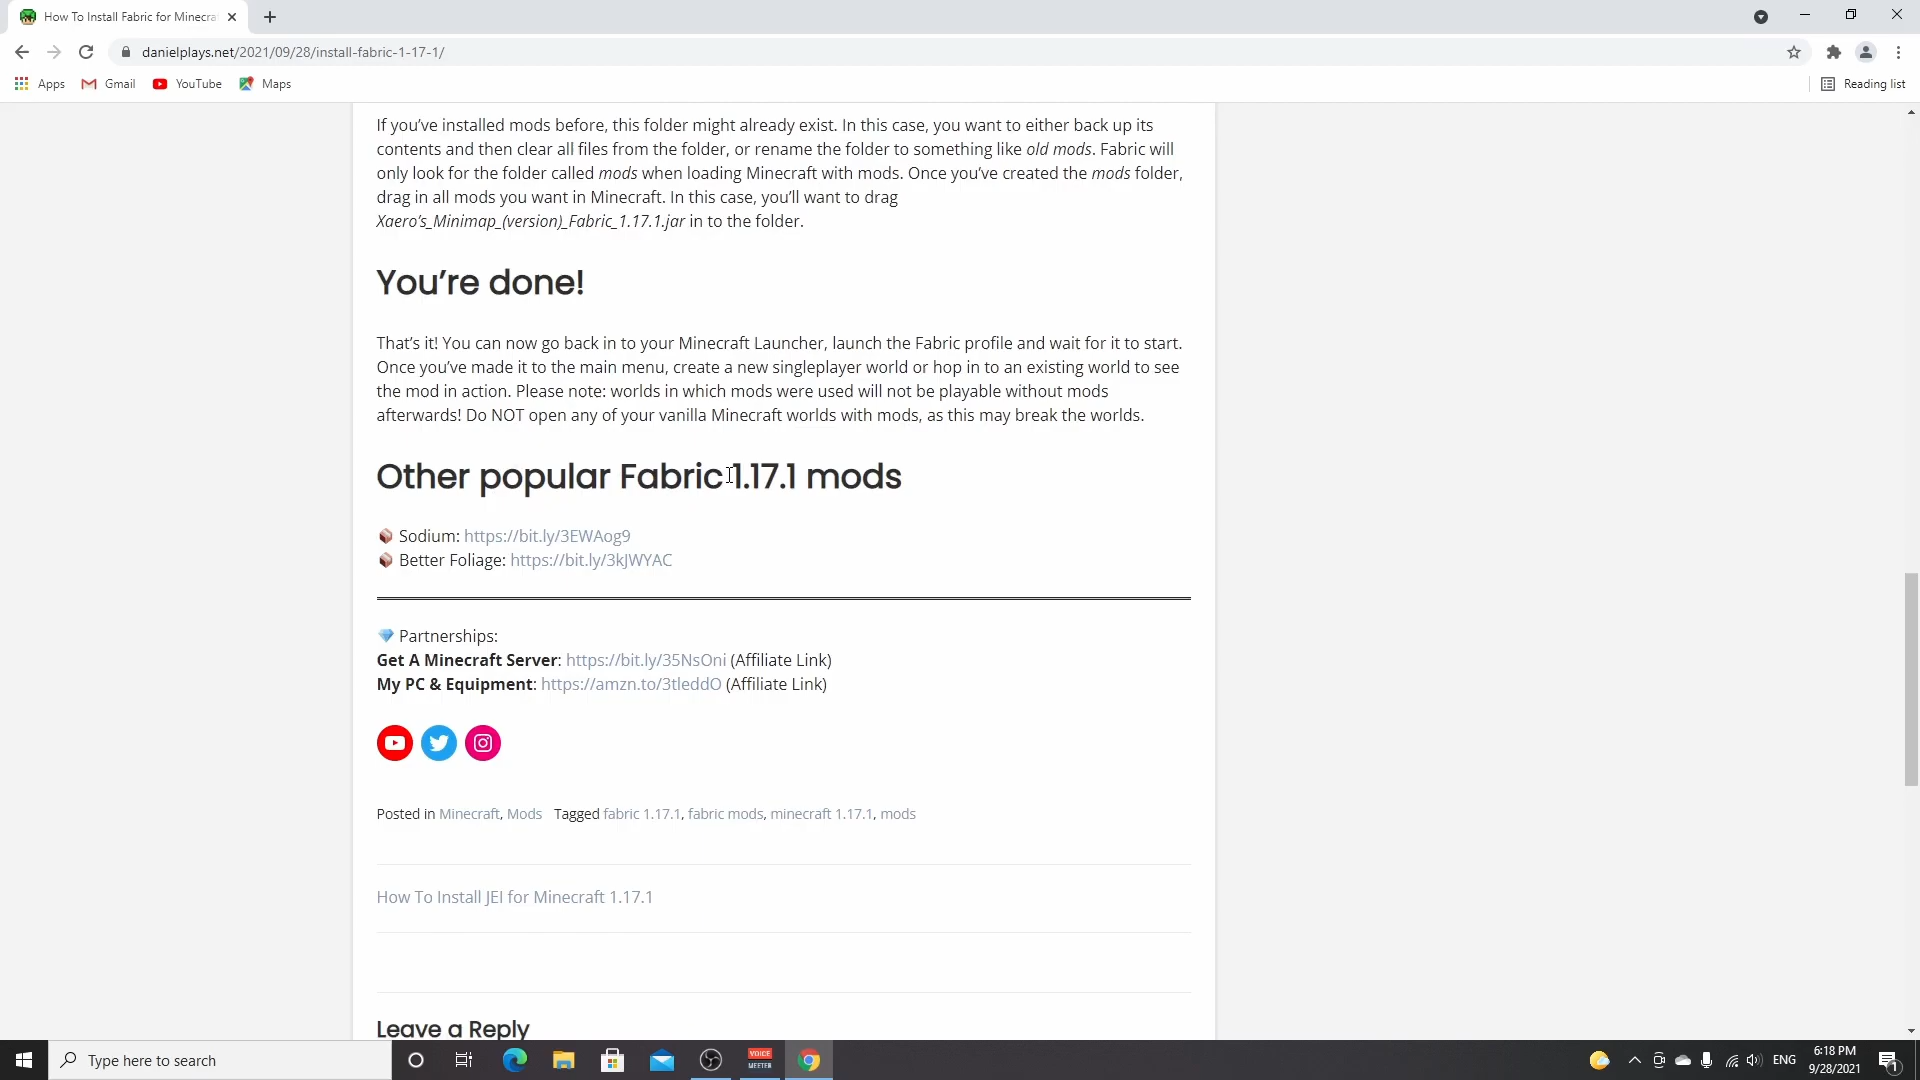 How To Install Fabric for Minecra
danielplays.net/2021/09/28/install-fabric-1-17-1/
Apps Gmail YouTube Maps Reading list
If you’ve installed mods before, this folder might already exist. In this case, you want to either back up its
contents and then clear all files from the folder, or rename the folder to something like old mods. Fabric will
only look for the folder called mods when loading Minecraft with mods. Once you’ve created the mods folder,
drag in all mods you want in Minecraft. In this case, you’ll want to drag
Xaero’s_Minimap_(version)_Fabric_1.17.1.jar in to the folder.
You’re done!
That’s it! You can now go back in to your Minecraft Launcher, launch the Fabric profile and wait for it to start.
Once you’ve made it to the main menu, create a new singleplayer world or hop in to an existing world to see
the mod in action. Please note: worlds in which mods were used will not be playable without mods
afterwards! Do NOT open any of your vanilla Minecraft worlds with mods, as this may break the worlds.
Other popular Fabric 1.17.1 mods
Sodium: https://bit.ly/3EWAog9
Better Foliage: https://bit.ly/3kJWYAC
Partnerships:
Get A Minecraft Server: https://bit.ly/35NsOni (Affiliate Link)
My PC & Equipment: https://amzn.to/3tleddO (Affiliate Link)
Posted in Minecraft, Mods Tagged fabric 1.17.1, fabric mods, minecraft 1.17.1, mods
How To Install JEI for Minecraft 1.17.1
Leave a Reply
Type here to search
VOICE
MEETER
ENG
6:18 PM
9/28/2021
1